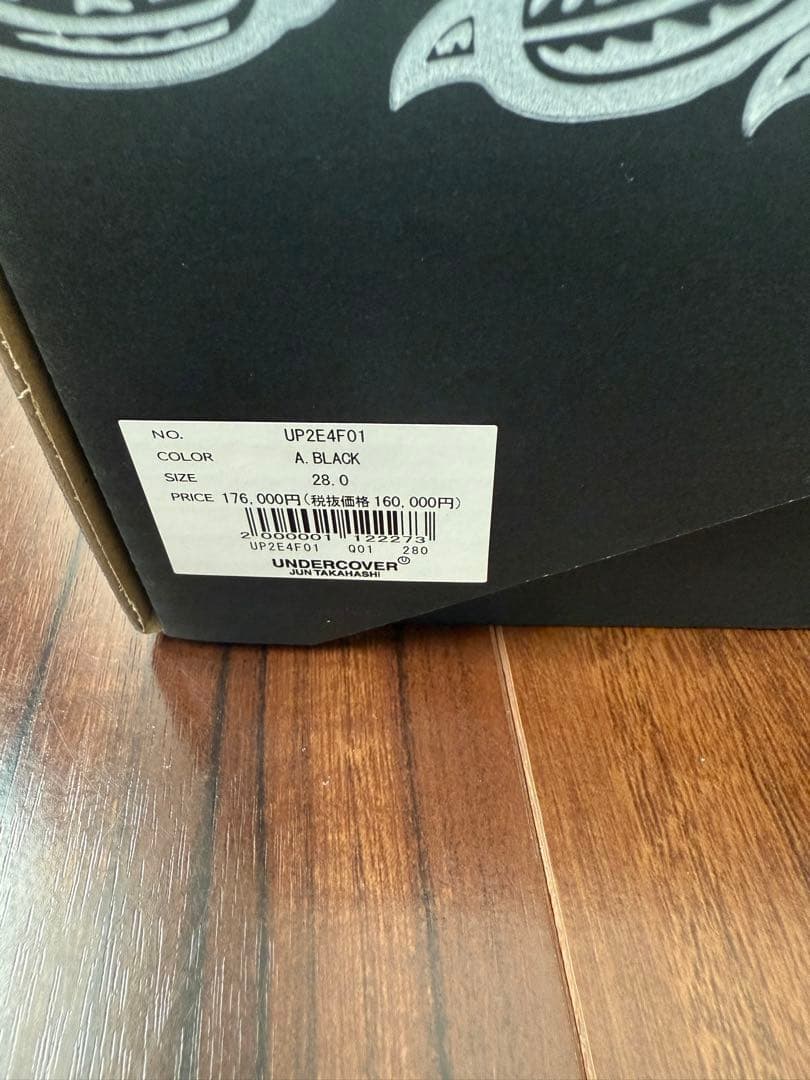 NO. UP2E4F01
COLOR A.BLACK
SIZE 28.0
PRICE 176,000円(税抜価格 160,000円)
2 000001 122273
UP2E4F01 Q01 280
UNDERCOVER
JUN TAKAHASHI